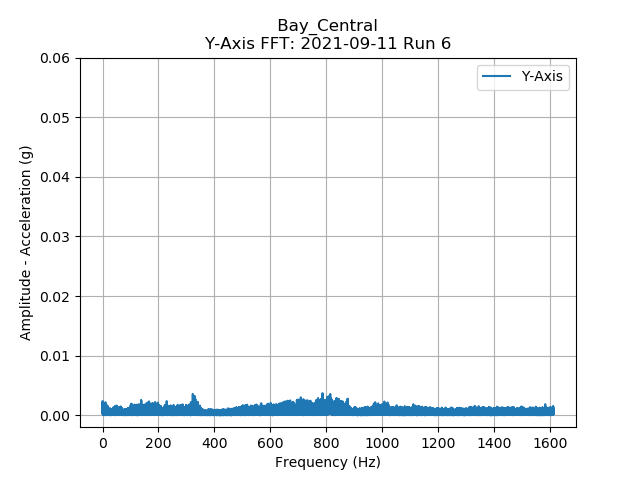 Bay_Central
Y-Axis FFT: 2021-09-11 Run 6
Y-Axis
Amplitude - Acceleration (g)
0.06
0.05
0.04
0.03
0.02
0.01
0.00
0 200 400 600 800 1000 1200 1400 1600
Frequency (Hz)